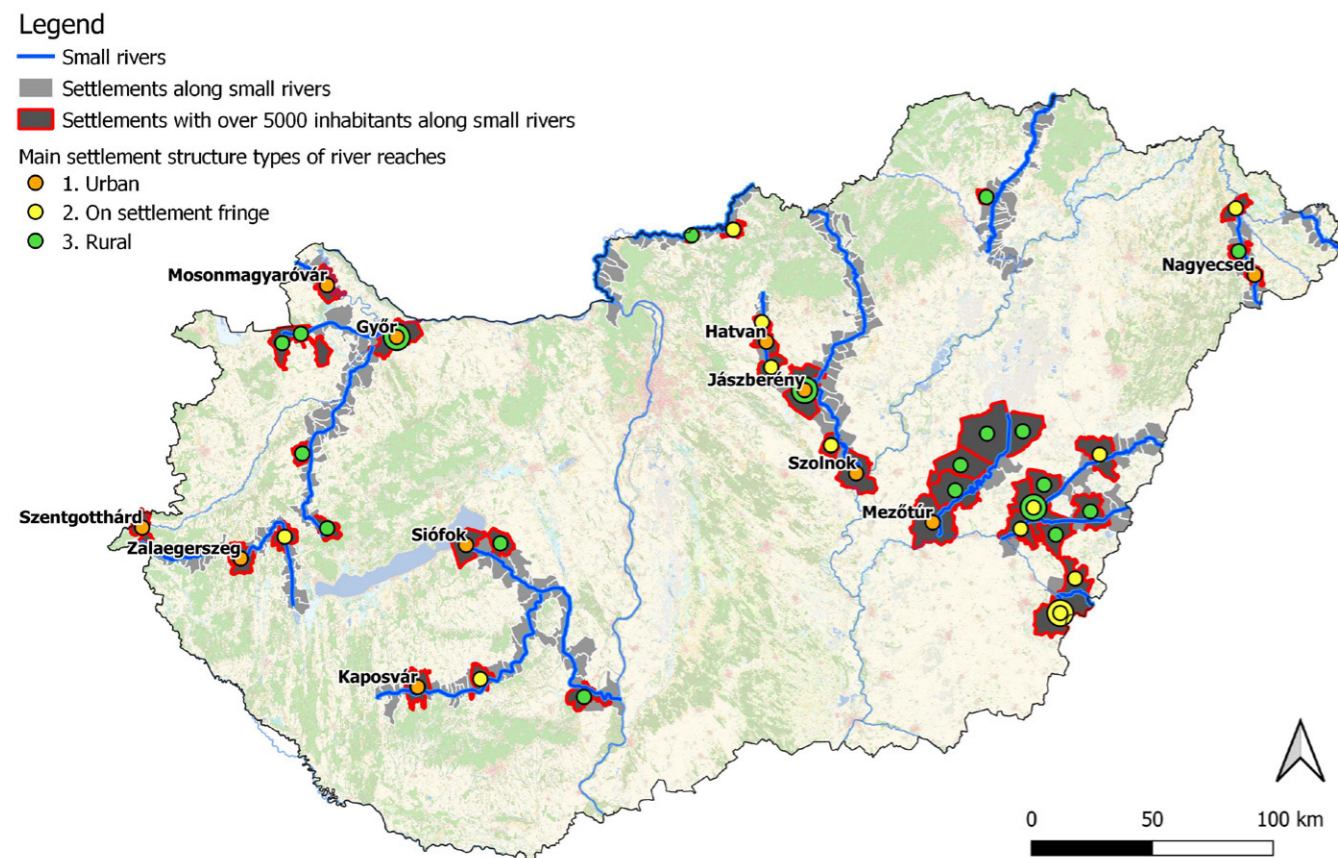 Legend
Small rivers
Settlements along small rivers
Settlements with over 5000 inhabitants along small rivers
Main settlement structure types of river reaches
1. Urban
2. On settlement fringe
3. Rural
Mosonmagyaróvár
Nagyecsed
Győr
Hatvan
Jászberény
Szolnok
Mezőtúr
Szentgotthárd
Siófok
Zalaegerszeg
Kaposvár
0 50 100 km